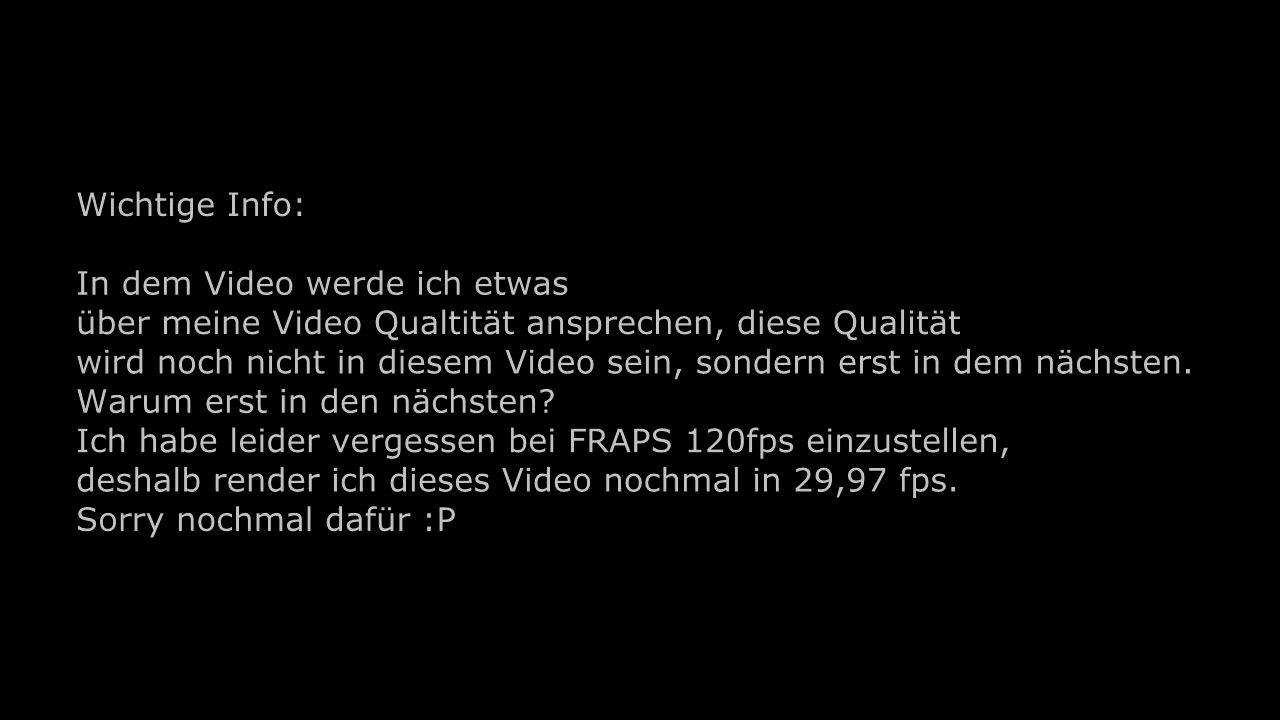 Wichtige Info:
In dem Video werde ich etwas
über meine Video Qualtität ansprechen, diese Qualität
wird noch nicht in diesem Video sein, sondern erst in dem nächsten.
Warum erst in den nächsten?
Ich habe leider vergessen bei FRAPS 120fps einzustellen,
deshalb render ich dieses Video nochmal in 29,97 fps.
Sorry nochmal dafür :P